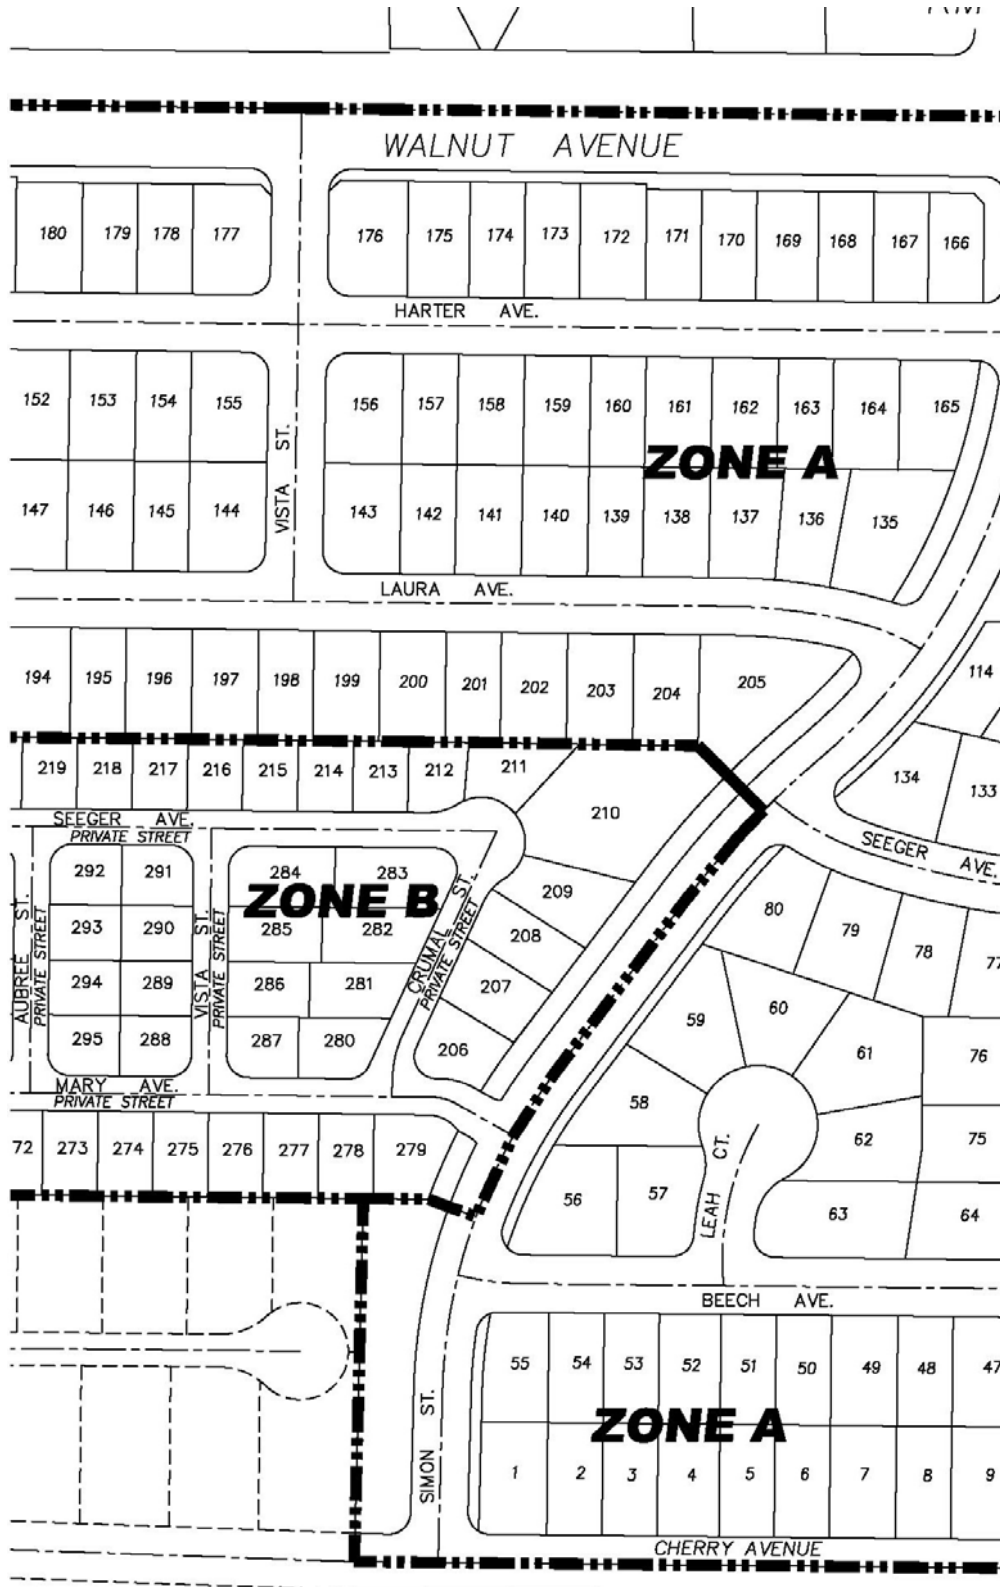 WALNUT AVENUE
180 179 178 177 176 175 174 173 172 171 170 169 168 167 166
HARTER AVE.
152 153 154 155 156 157 158 159 160 161 162 163 164 165
VISTA ST.
ZONE A
147 146 145 144 143 142 141 140 139 138 137 136 135
LAURA AVE.
194 195 196 197 198 199 200 201 202 203 204 205 114
219 218 217 216 215 214 213 212 211 210 134 133
SEEGER AVE.
PRIVATE STREET
SEEGER AVE.
292 291 284 283 209
ZONE B
80 79 78 77
293 290 285 282 208
AUBREE ST.
PRIVATE STREET
VISTA ST.
PRIVATE STREET
CRUMAL ST.
PRIVATE STREET
294 289 286 281 207
59 60 61 76
295 288 287 280 206
MARY AVE.
PRIVATE STREET
58 62 75
72 273 274 275 276 277 278 279
56 57 63 64
LEAH CT.
BEECH AVE.
55 54 53 52 51 50 49 48 47
ZONE A
SIMON ST.
1 2 3 4 5 6 7 8 9
CHERRY AVENUE